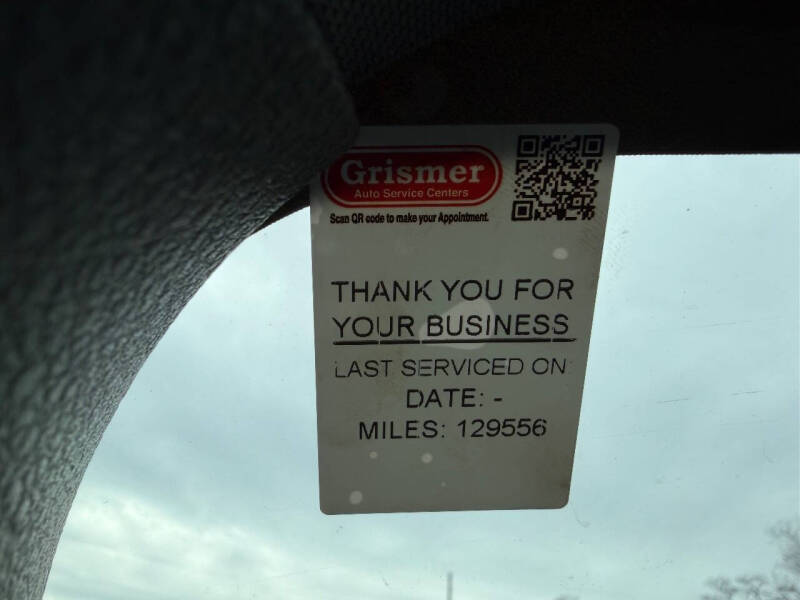 Grismer
Auto Service Centers
Scan QR code to make your Appointment.
THANK YOU FOR
YOUR BUSINESS
LAST SERVICED ON:
DATE: -
MILES: 129556